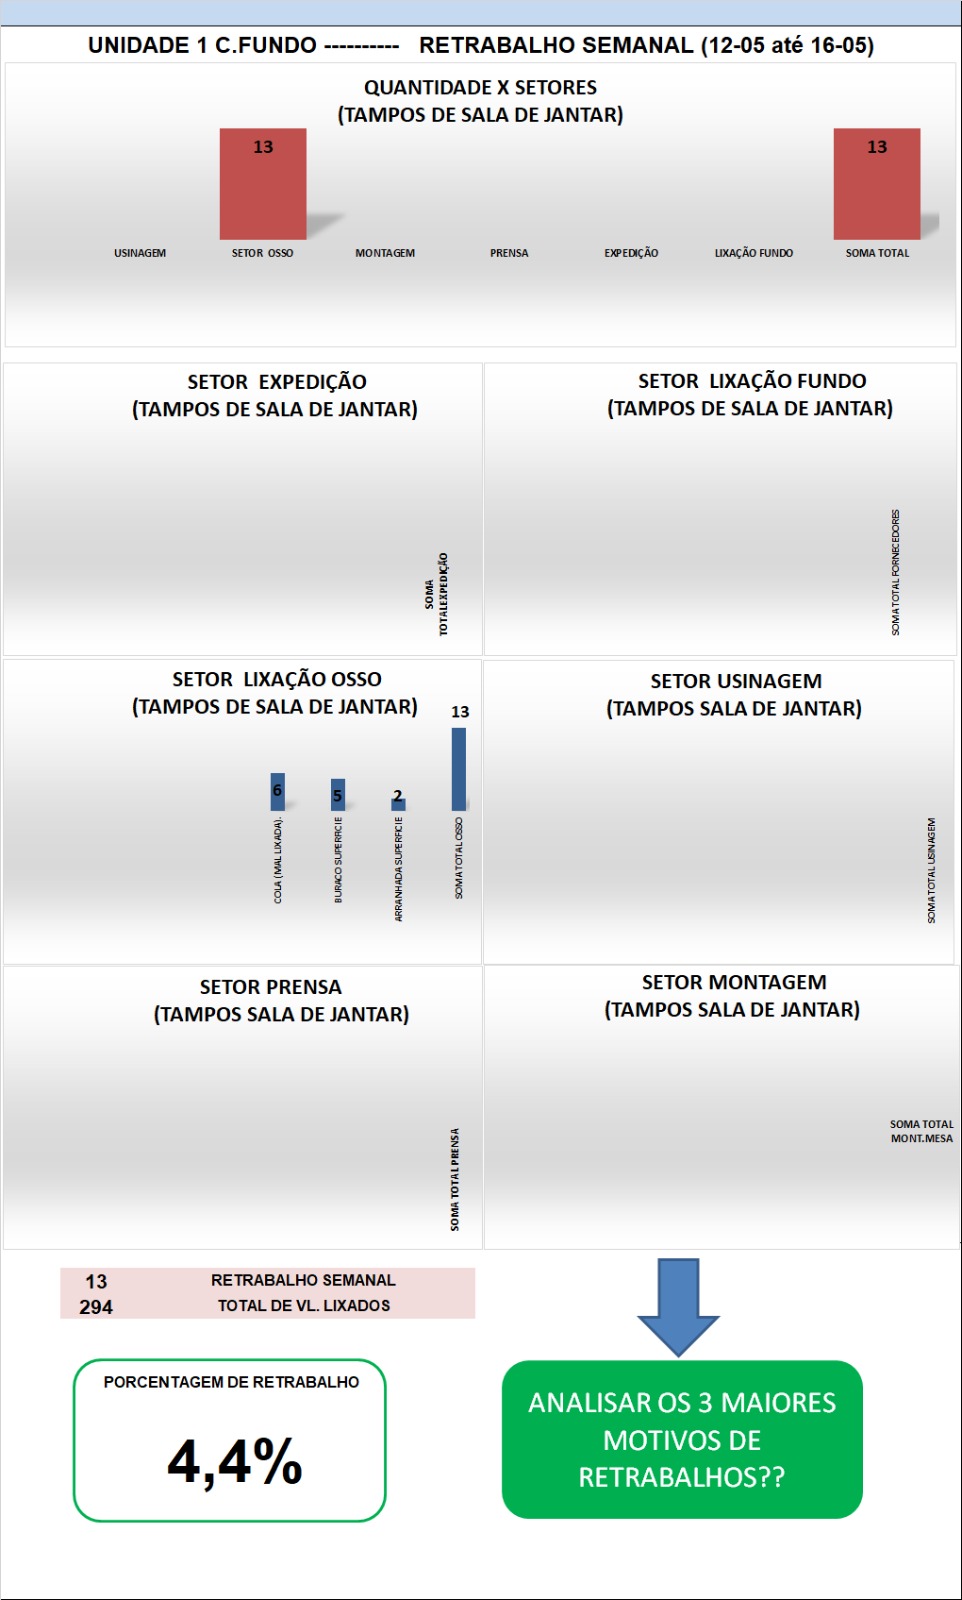 UNIDADE 1 C.FUNDO ---------- RETRABALHO SEMANAL (12-05 até 16-05)
QUANTIDADE X SETORES
(TAMPOS DE SALA DE JANTAR)
13
13
USINAGEM
SETOR OSSO
MONTAGEM
PRENSA
EXPEDIÇÃO
LIXAÇÃO FUNDO
SOMA TOTAL
SETOR EXPEDIÇÃO
(TAMPOS DE SALA DE JANTAR)
SOMA
TOTALEXPEDIÇÃO
SETOR LIXAÇÃO FUNDO
(TAMPOS DE SALA DE JANTAR)
SOMA TOTAL FORNECEDORES
SETOR LIXAÇÃO OSSO
(TAMPOS DE SALA DE JANTAR)
6
5
2
13
COLA (MAL LIXADA).
BURACO SUPERFICIE
ARRANHADA SUPERFICIE
SOMA TOTAL OSSO
SETOR USINAGEM
(TAMPOS SALA DE JANTAR)
SOMA TOTAL USINAGEM
SETOR PRENSA
(TAMPOS SALA DE JANTAR)
SOMA TOTAL PRENSA
SETOR MONTAGEM
(TAMPOS SALA DE JANTAR)
SOMA TOTAL
MONT.MESA
13 RETRABALHO SEMANAL
294 TOTAL DE VL. LIXADOS
PORCENTAGEM DE RETRABALHO
4,4%
ANALISAR OS 3 MAIORES
MOTIVOS DE
RETRABALHOS??